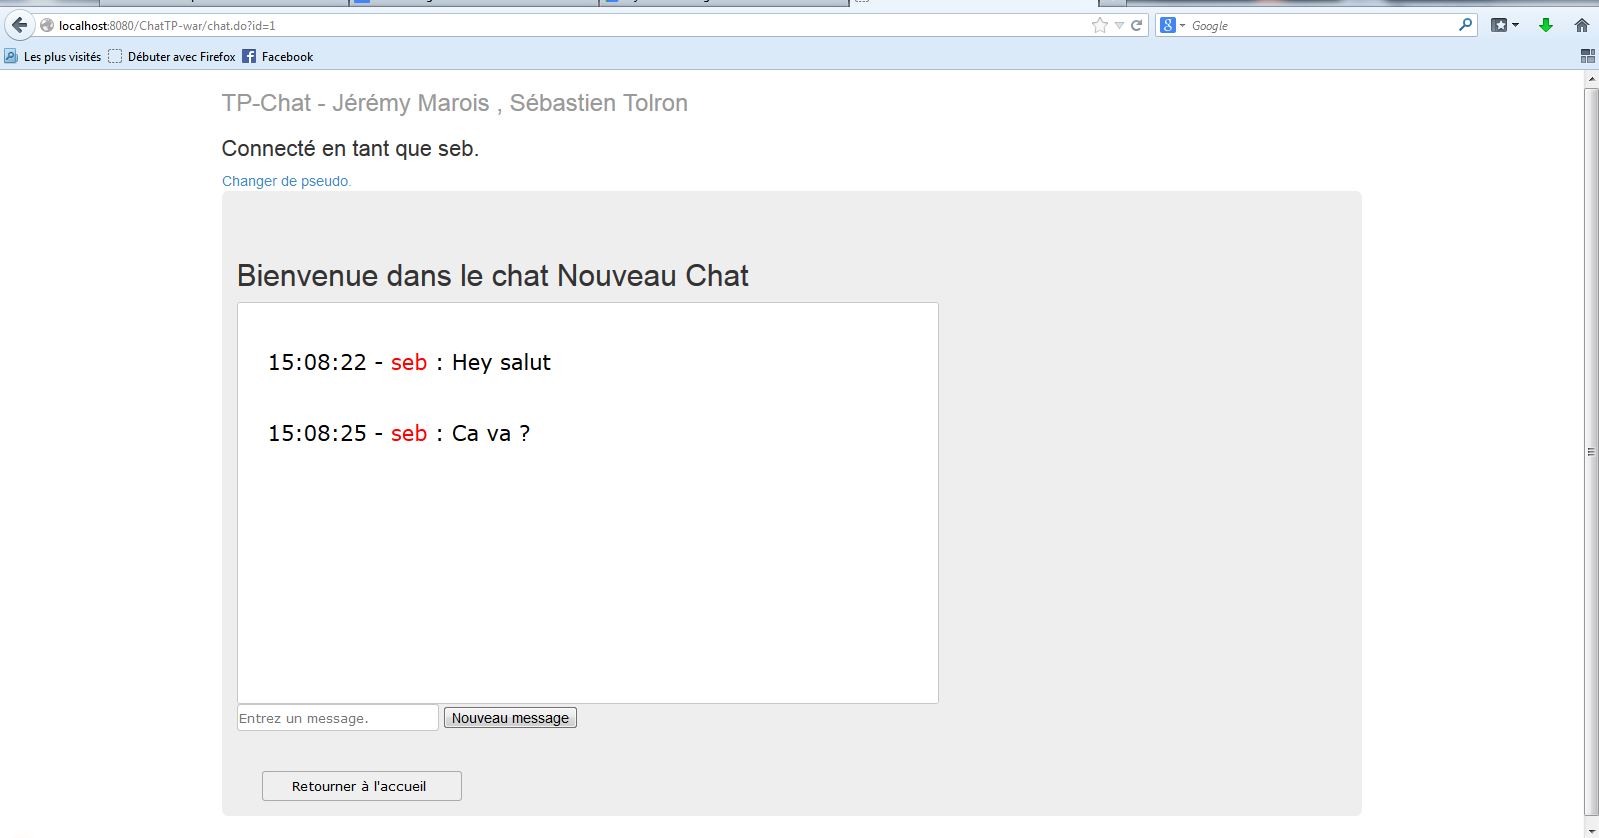 localhost:8080/ChatTP-war/chat.do?id=1
Google
Les plus visités Débuter avec Firefox Facebook
TP-Chat - Jérémy Marois , Sébastien Tolron
Connecté en tant que seb.
Changer de pseudo.
Bienvenue dans le chat Nouveau Chat
15:08:22 - seb : Hey salut
15:08:25 - seb : Ca va ?
Entrez un message. Nouveau message
Retourner à l'accueil